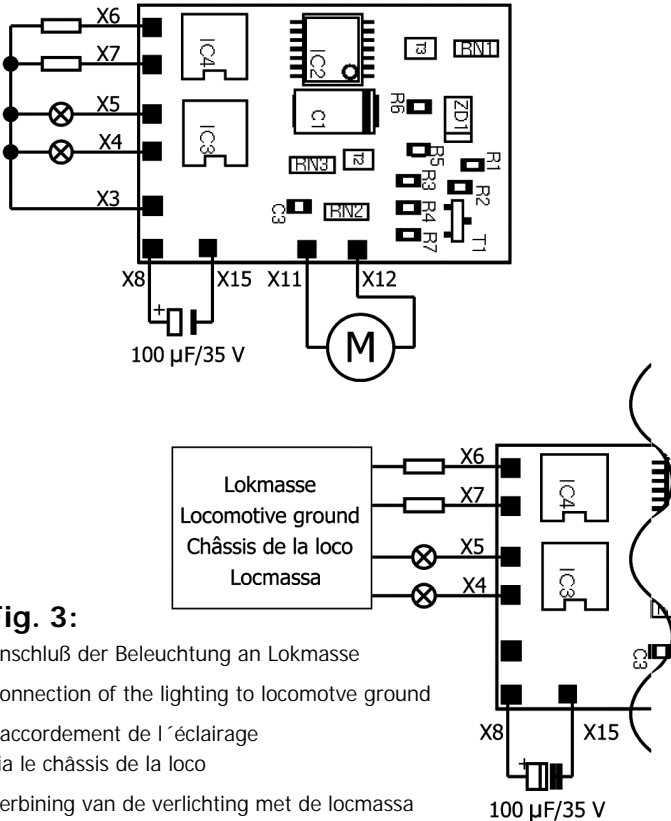 X6
X7
X5
X4
X3
IC4
IC3
IC2
C1
T3
RN1
R6
ZD1
R5
R1
RN3
T2
R3
R2
C3
RN2
R4
R7
T1
X8
X15
X11
X12
+
100 µF/35 V
M
Lokmasse
Locomotive ground
Châssis de la loco
Locmassa
X6
X7
X5
X4
IC4
IC3
C3
X8
X15
+
100 µF/35 V
ig. 3:
nschluß der Beleuchtung an Lokmasse
onnection of the lighting to locomotve ground
accordement de l´éclairage
ia le châssis de la loco
erbining van de verlichting met de locmassa